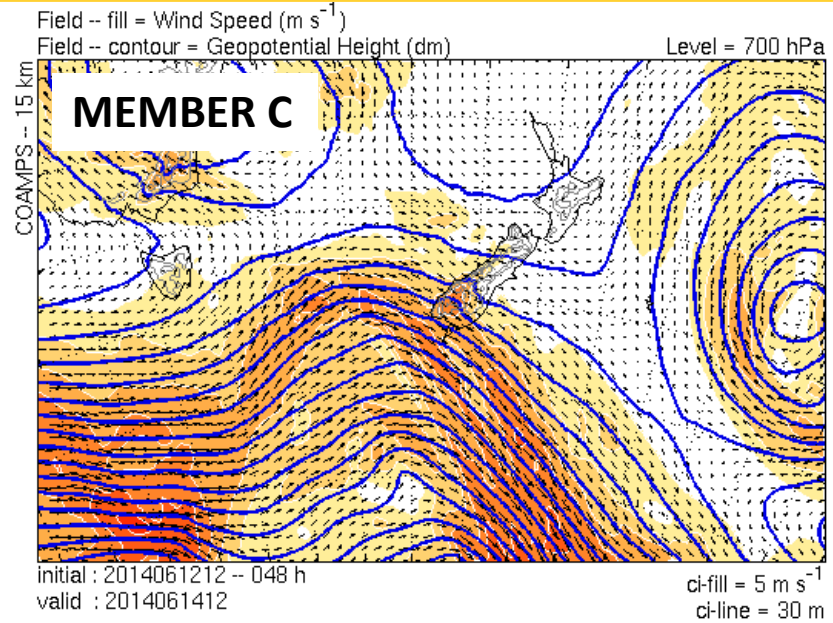 Field -- fill = Wind Speed (m s⁻¹)
Field -- contour = Geopotential Height (dm)
Level = 700 hPa
COAMPS -- 15 km
MEMBER C
initial : 2014061212 -- 048 h
valid : 2014061412
ci-fill = 5 m s⁻¹
ci-line = 30 m